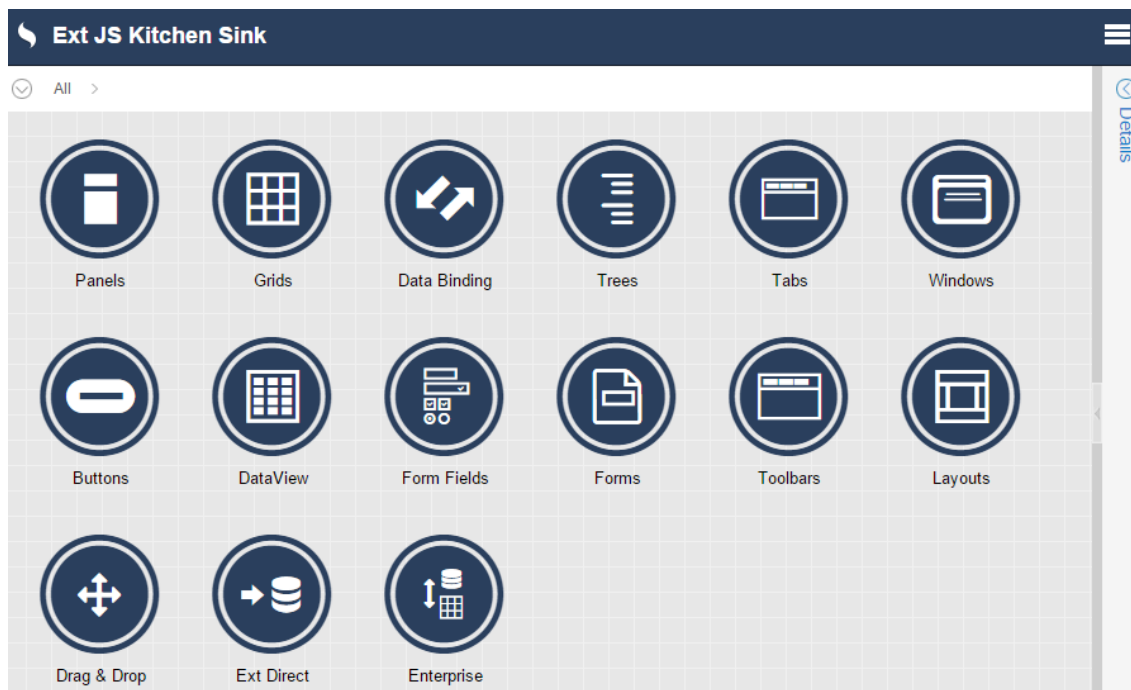 Ext JS Kitchen Sink
All
Details
Panels Grids Data Binding Trees Tabs Windows
Buttons DataView Form Fields Forms Toolbars Layouts
Drag & Drop Ext Direct Enterprise